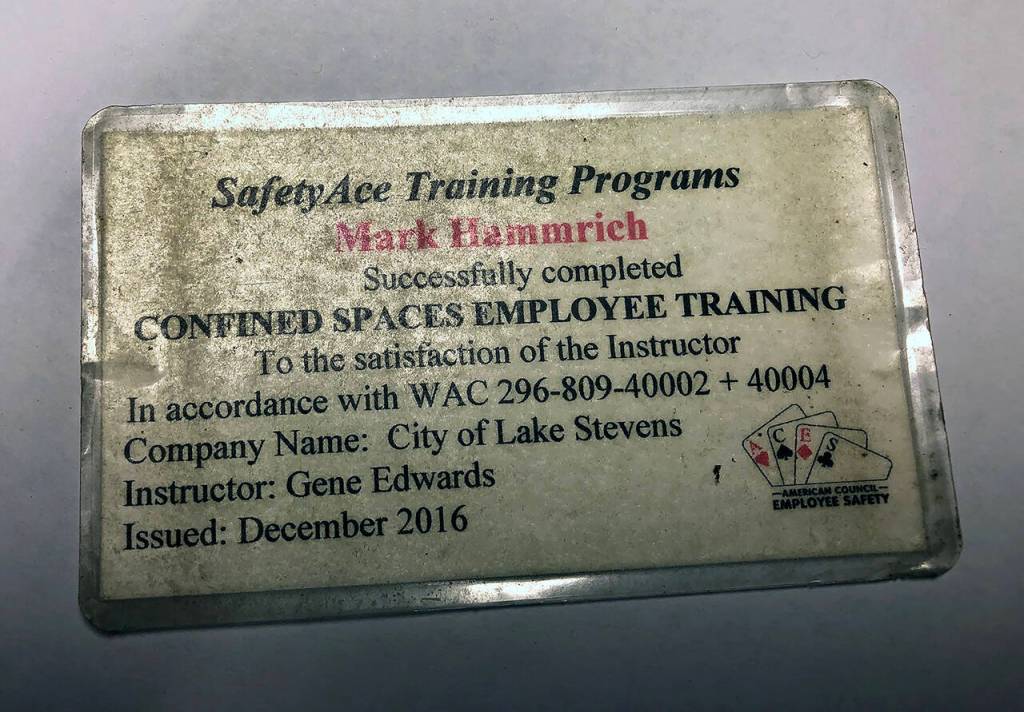 SafetyAce Training Programs
Mark Hammrich
Successfully completed
CONFINED SPACES EMPLOYEE TRAINING
To the satisfaction of the Instructor
In accordance with WAC 296-809-40002 + 40004
Company Name: City of Lake Stevens
Instructor: Gene Edwards
Issued: December 2016
A C E S
AMERICAN COUNCIL
EMPLOYEE SAFETY